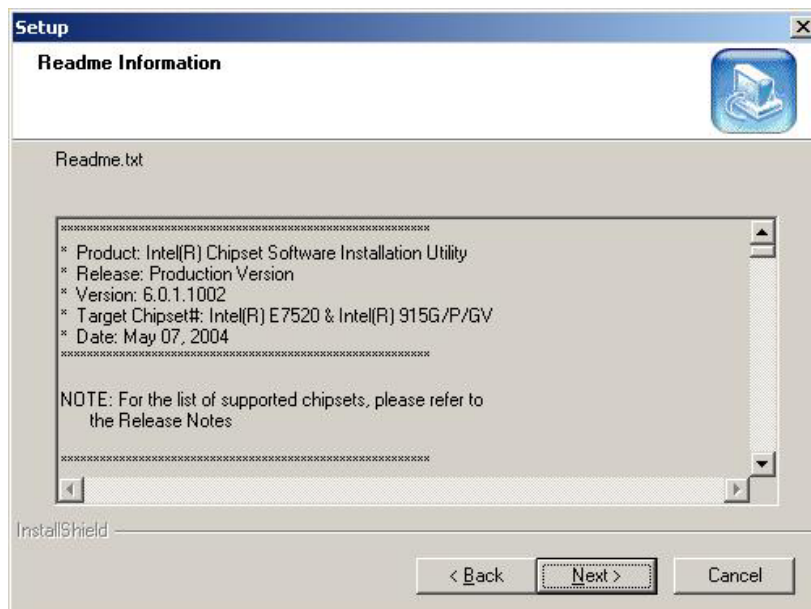 Setup
Readme Information
Readme.txt
*********************************************************
* Product: Intel(R) Chipset Software Installation Utility
* Release: Production Version
* Version: 6.0.1.1002
* Target Chipset#: Intel(R) E7520 & Intel(R) 915G/P/GV
* Date: May 07, 2004
*********************************************************
NOTE: For the list of supported chipsets, please refer to
the Release Notes
*********************************************************
InstallShield
< Back
Next >
Cancel